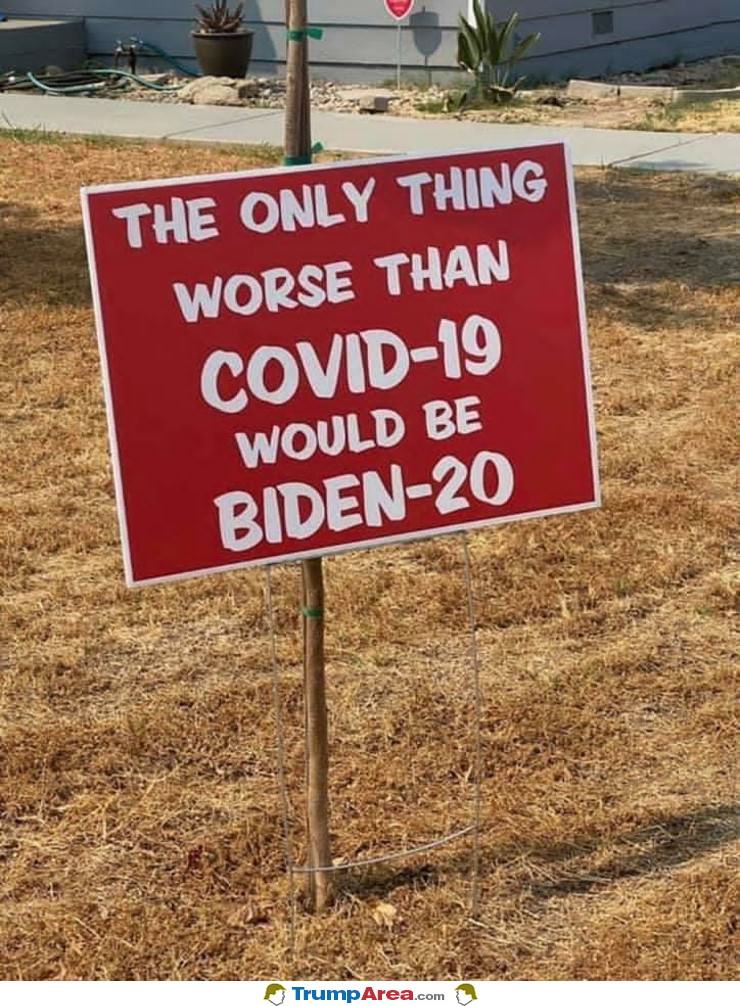 THE ONLY THING
WORSE THAN
COVID-19
WOULD BE
BIDEN-20
TrumpArea.com